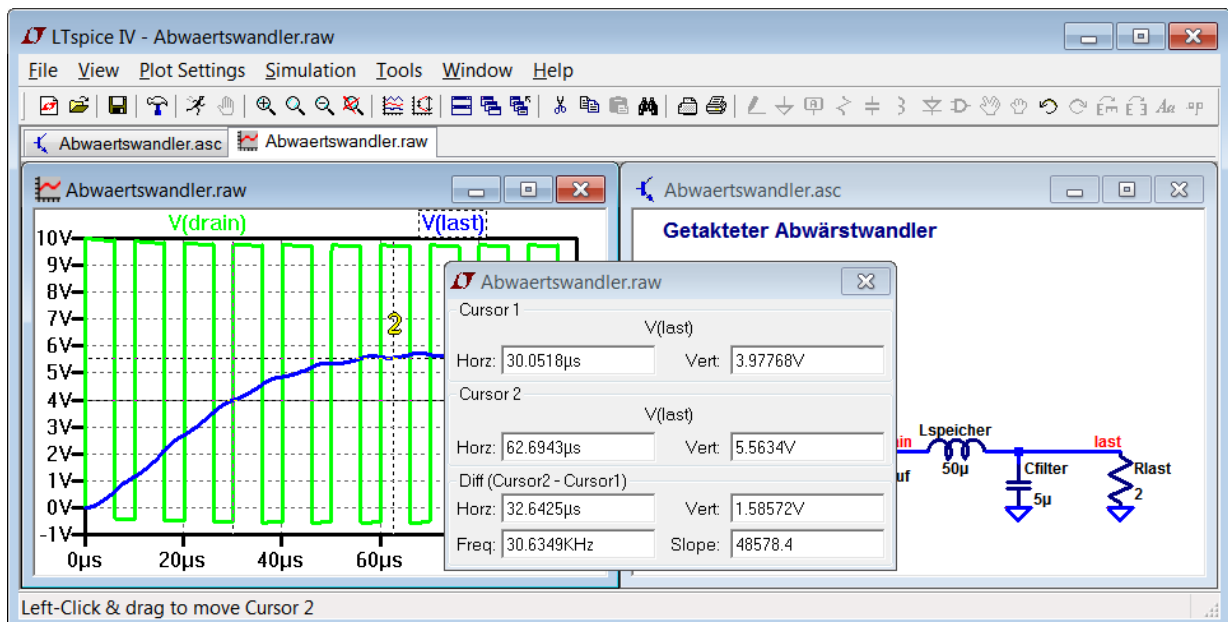 LTspice IV - Abwaertswandler.raw
File View Plot Settings Simulation Tools Window Help
Abwaertswandler.asc Abwaertswandler.raw
Abwaertswandler.raw
V(drain) V(last)
10V
9V
8V
7V
6V
5V
4V
3V
2V
1V
0V
-1V
0µs 20µs 40µs 60µs
2
Abwaertswandler.asc
Getakteter Abwärstwandler
Abwaertswandler.raw
Cursor 1
V(last)
Horz: 30.0518µs Vert: 3.97768V
Cursor 2
V(last)
Horz: 62.6943µs Vert: 5.5634V
Diff (Cursor2 - Cursor1)
Horz: 32.6425µs Vert: 1.58572V
Freq: 30.6349KHz Slope: 48578.4
in Lspeicher last
uf 50µ Cfilter Rlast
5µ 2
Left-Click & drag to move Cursor 2